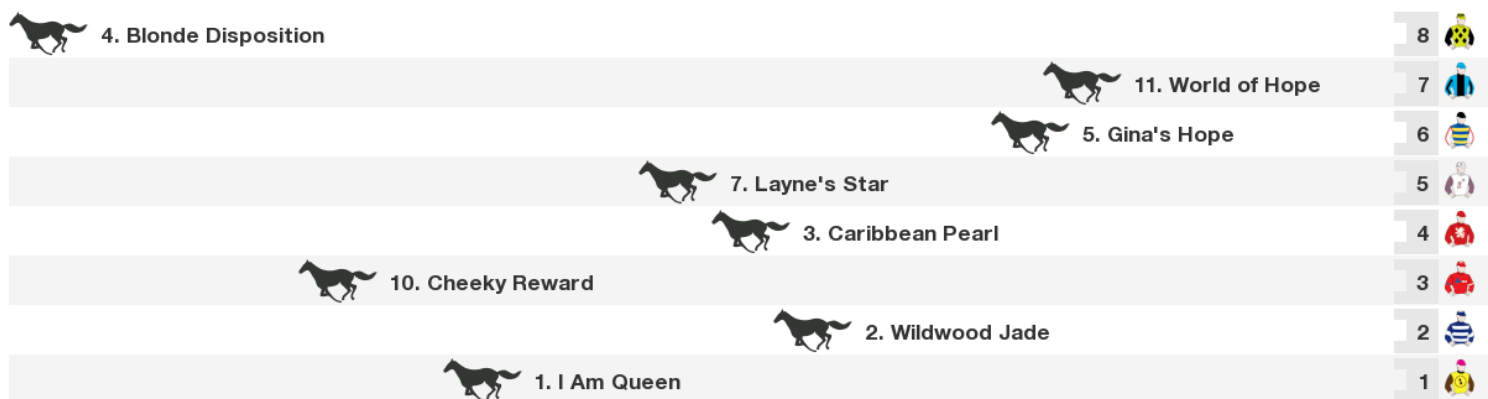 4. Blonde Disposition 8
11. World of Hope 7
5. Gina's Hope 6
7. Layne's Star 5
3. Caribbean Pearl 4
10. Cheeky Reward 3
2. Wildwood Jade 2
1. I Am Queen 1